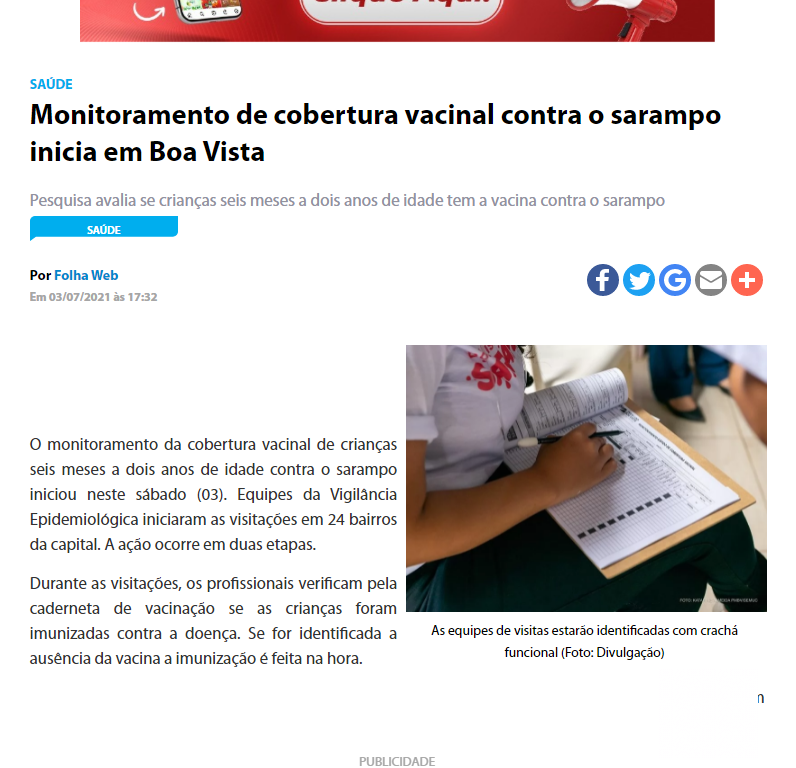 Clique Aqui!
SAÚDE
Monitoramento de cobertura vacinal contra o sarampo
inicia em Boa Vista
Pesquisa avalia se crianças seis meses a dois anos de idade tem a vacina contra o sarampo
SAÚDE
Por Folha Web
Em 03/07/2021 às 17:32
O monitoramento da cobertura vacinal de crianças
seis meses a dois anos de idade contra o sarampo
iniciou neste sábado (03). Equipes da Vigilância
Epidemiológica iniciaram as visitações em 24 bairros
da capital. A ação ocorre em duas etapas.
Durante as visitações, os profissionais verificam pela
caderneta de vacinação se as crianças foram
imunizadas contra a doença. Se for identificada a
ausência da vacina a imunização é feita na hora.
As equipes de visitas estarão identificadas com crachá
funcional (Foto: Divulgação)
PUBLICIDADE